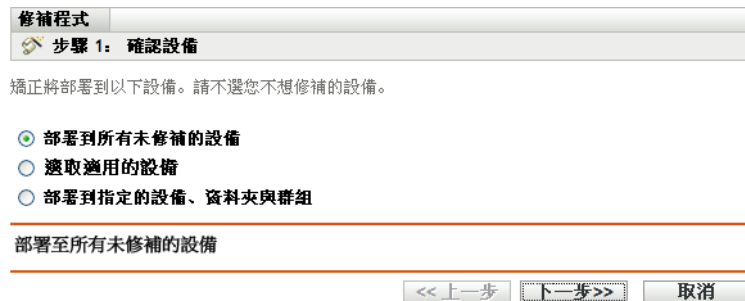 修補程式
步驟 1： 確認設備
矯正將部署到以下設備。請不選您不想修補的設備。
部署到所有未修補的設備
選取適用的設備
部署到指定的設備、資料夾與群組
部署至所有未修補的設備
<<上一步 下一步>> 取消